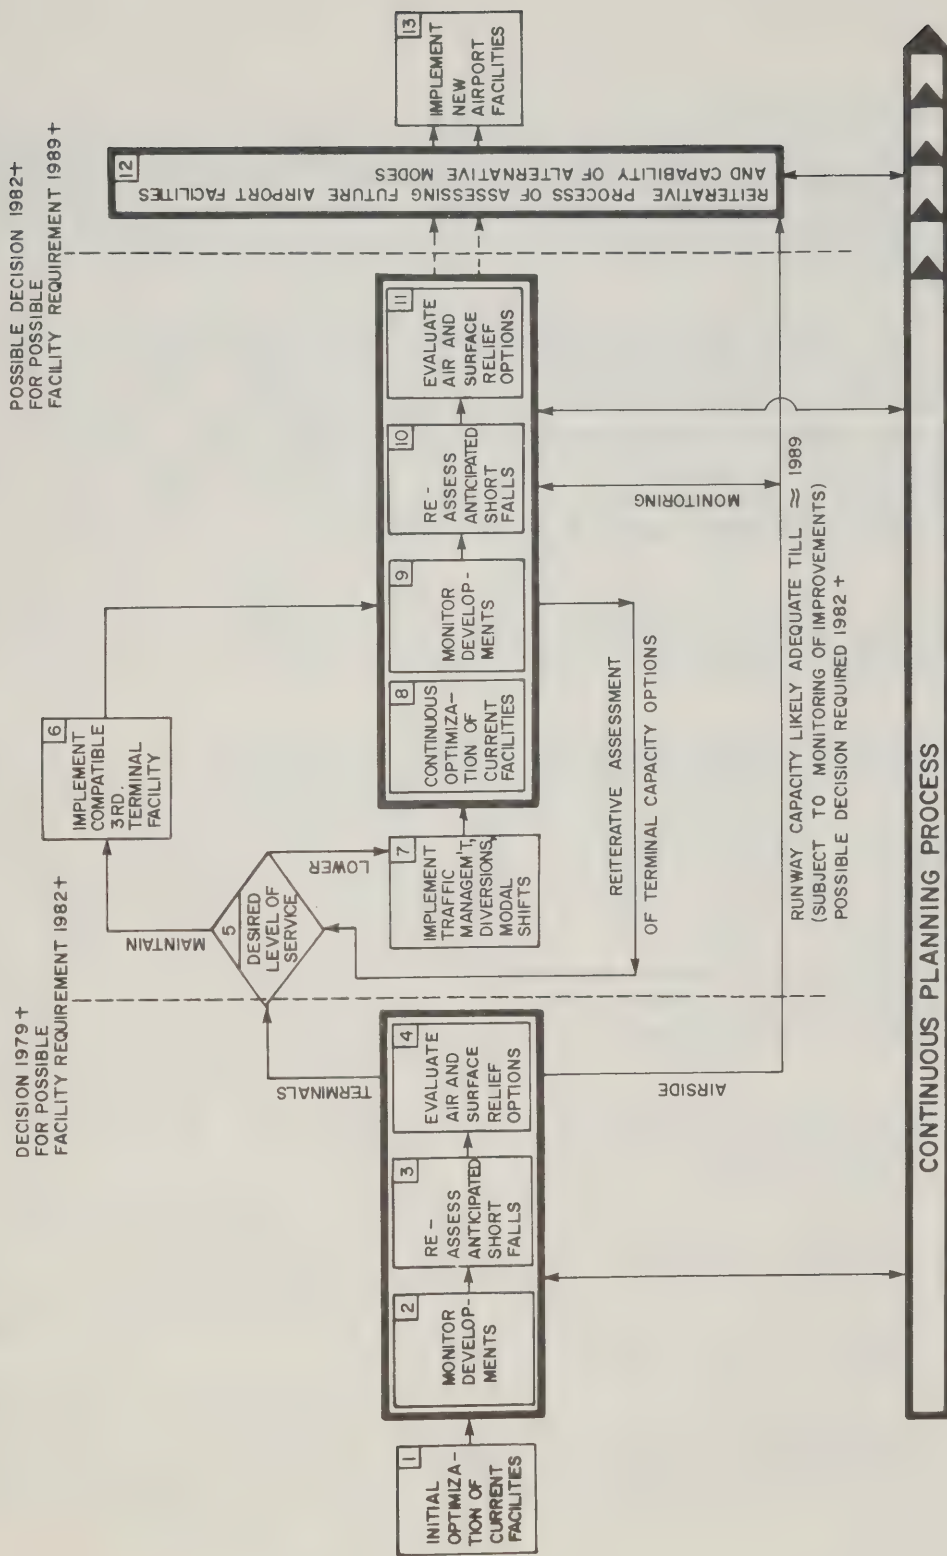 DECISION 1979+
FOR POSSIBLE
FACILITY REQUIREMENT 1982+
POSSIBLE DECISION 1982+
FOR POSSIBLE
FACILITY REQUIREMENT 1989+
1
INITIAL
OPTIMIZA-
TION OF
CURRENT
FACILITIES
2
MONITOR
DEVELOP-
MENTS
3
RE-
ASSESS
ANTICIPATED
SHORT
FALLS
4
EVALUATE
AIR AND
SURFACE
RELIEF
OPTIONS
TERMINALS
AIRSIDE
5
DESIRED
LEVEL OF
SERVICE
MAINTAIN
LOWER
6
IMPLEMENT
COMPATIBLE
3RD.
TERMINAL
FACILITY
7
IMPLEMENT
TRAFFIC
MANAGEM'T,
DIVERSIONS,
MODAL
SHIFTS
8
CONTINUOUS
OPTIMIZA-
TION OF
CURRENT
FACILITIES
9
MONITOR
DEVELOP-
MENTS
10
RE-
ASSESS
ANTICIPATED
SHORT
FALLS
11
EVALUATE
AIR AND
SURFACE
RELIEF
OPTIONS
REITERATIVE ASSESSMENT
OF TERMINAL CAPACITY OPTIONS
MONITORING
12
REITERATIVE PROCESS OF ASSESSING FUTURE AIRPORT FACILITIES
AND CAPABILITY OF ALTERNATIVE MODES
13
IMPLEMENT
NEW
AIRPORT
FACILITIES
RUNWAY CAPACITY LIKELY ADEQUATE TILL ≈ 1989
(SUBJECT TO MONITORING OF IMPROVEMENTS)
POSSIBLE DECISION REQUIRED 1982+
CONTINUOUS PLANNING PROCESS